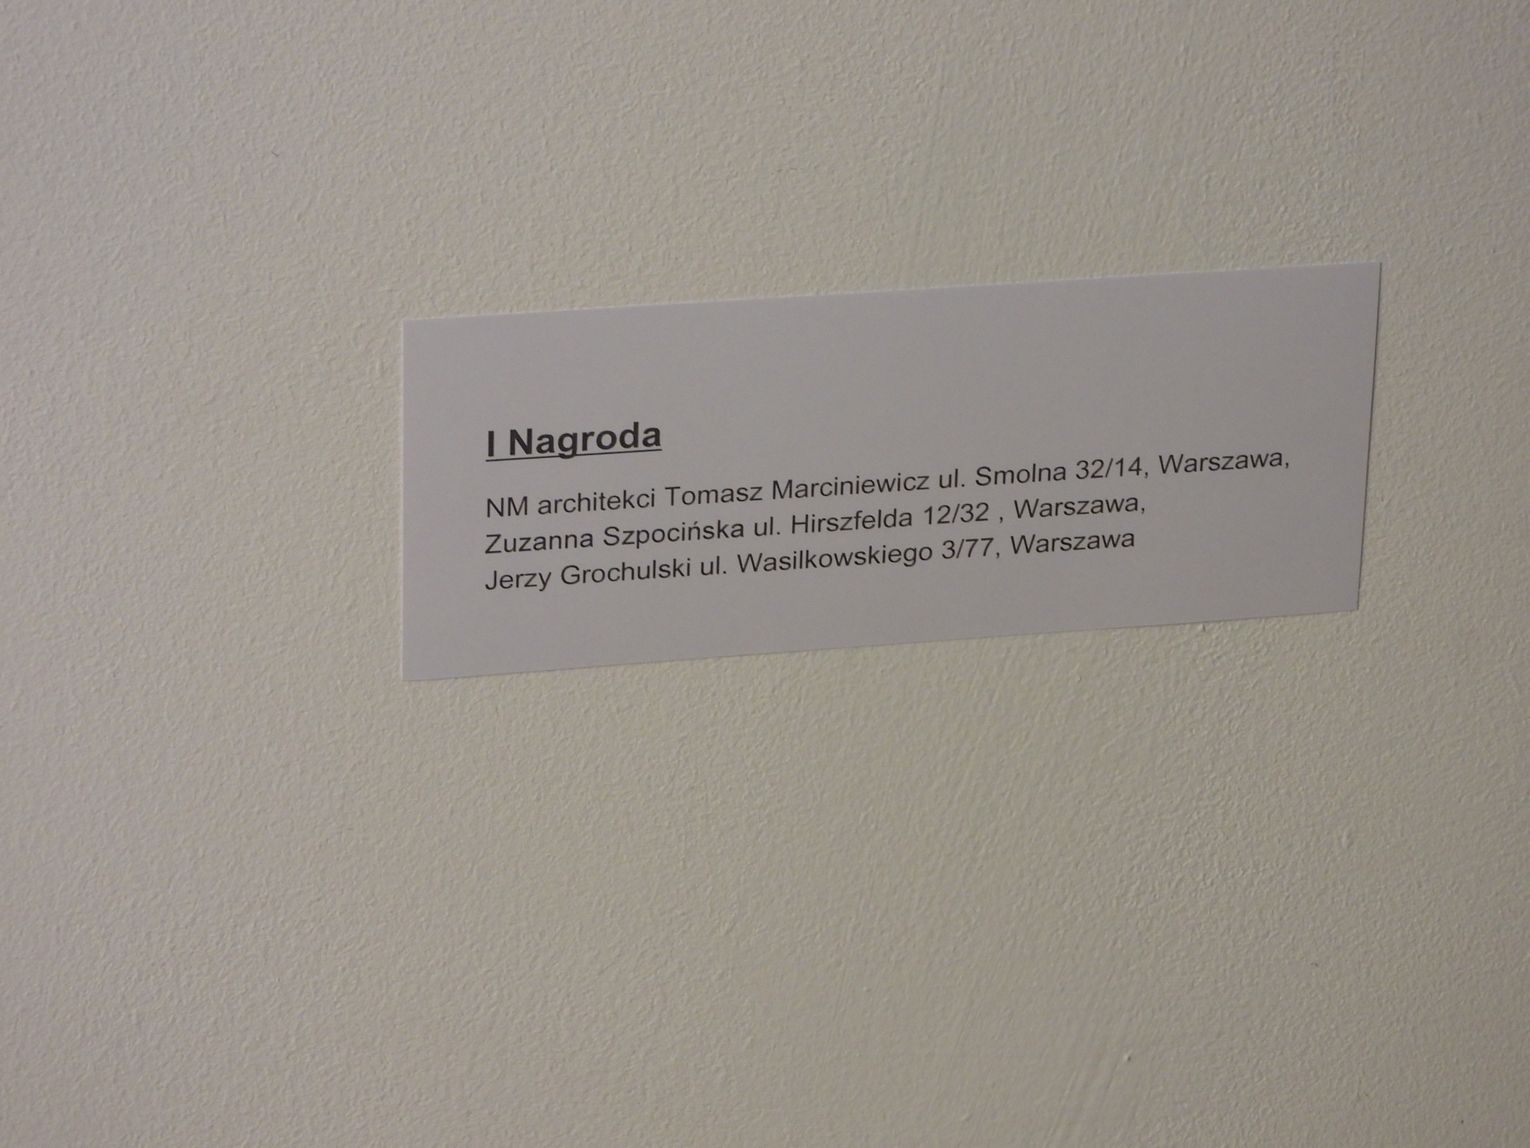 I Nagroda
NM architekci Tomasz Marciniewicz ul. Smolna 32/14, Warszawa,
Zuzanna Szpocińska ul. Hirszfelda 12/32 , Warszawa,
Jerzy Grochulski ul. Wasilkowskiego 3/77, Warszawa